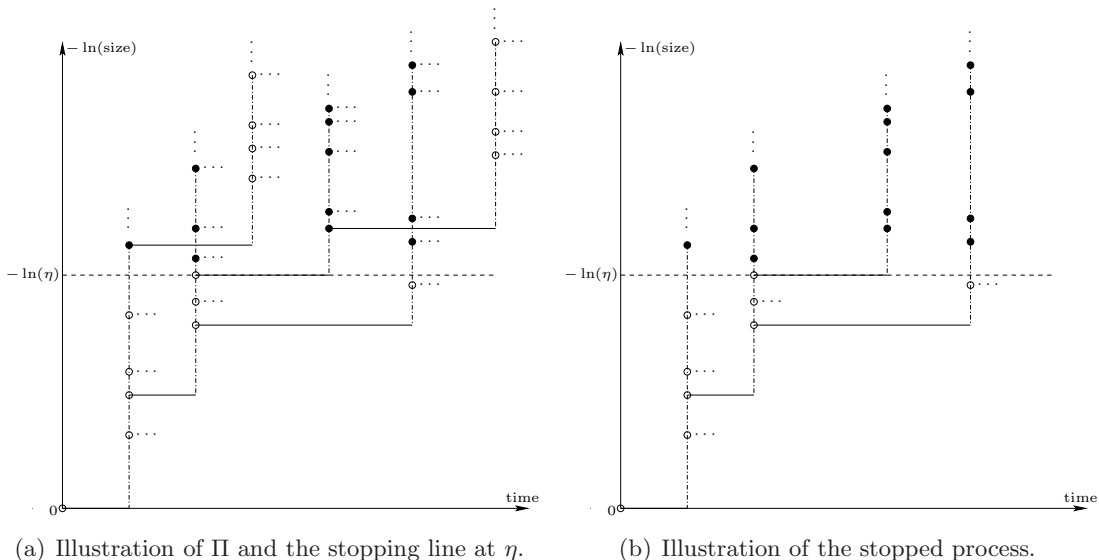 − ln(size)
− ln(η)
0
time
(a) Illustration of Π and the stopping line at η.
− ln(size)
− ln(η)
0
time
(b) Illustration of the stopped process.